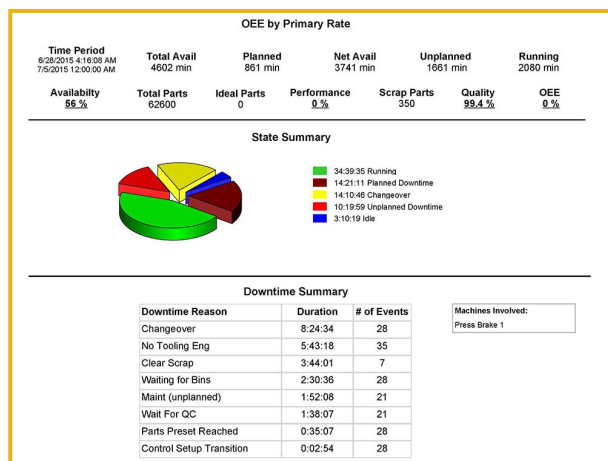 OEE by Primary Rate
Time Period
6/28/2015 4:16:08 AM
7/5/2015 12:00:00 AM
Total Avail
4602 min
Planned
861 min
Net Avail
3741 min
Unplanned
1661 min
Running
2080 min
Availabilty
56 %
Total Parts
62600
Ideal Parts
0
Performance
0 %
Scrap Parts
350
Quality
99.4 %
OEE
0 %
State Summary
34:39:35 Running
14:21:11 Planned Downtime
14:10:46 Changeover
10:19:59 Unplanned Downtime
3:10:19 Idle
Downtime Summary
Downtime Reason Duration # of Events
Changeover 8:24:34 28
No Tooling Eng 5:43:18 35
Clear Scrap 3:44:01 7
Waiting for Bins 2:30:36 28
Maint (unplanned) 1:52:08 21
Wait For QC 1:38:07 21
Parts Preset Reached 0:35:07 28
Control Setup Transition 0:02:54 28
Machines Involved:
Press Brake 1